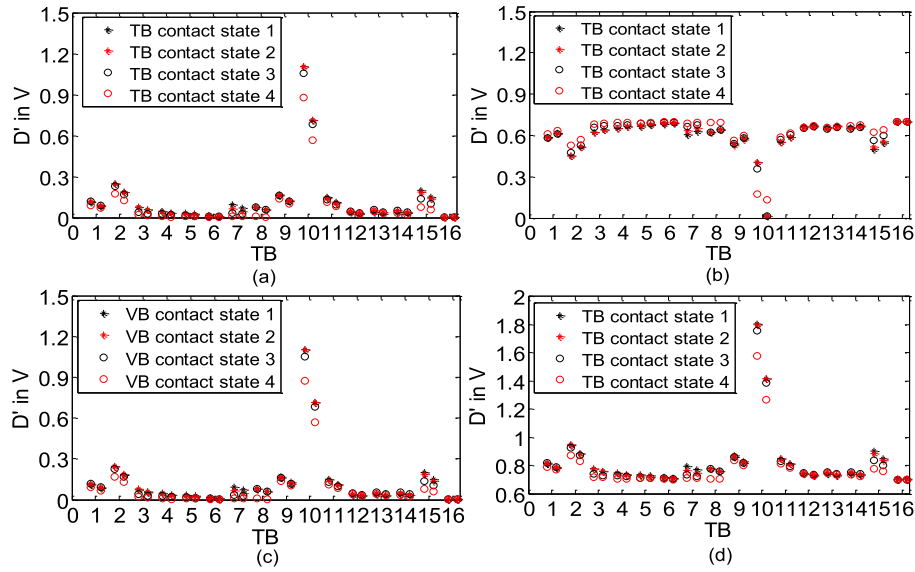 1.5
1.2
0.9
0.6
0.3
0
D' in V
TB contact state 1
TB contact state 2
TB contact state 3
TB contact state 4
0 1 2 3 4 5 6 7 8 9 10 11 12 13 14 15 16
TB
(a)
1.5
1.2
0.9
0.6
0.3
0
D' in V
TB contact state 1
TB contact state 2
TB contact state 3
TB contact state 4
0 1 2 3 4 5 6 7 8 9 10 11 12 13 14 15 16
TB
(b)
1.5
1.2
0.9
0.6
0.3
0
D' in V
VB contact state 1
VB contact state 2
VB contact state 3
VB contact state 4
0 1 2 3 4 5 6 7 8 9 10 11 12 13 14 15 16
TB
(c)
2
1.8
1.6
1.4
1.2
1
0.8
0.6
D' in V
TB contact state 1
TB contact state 2
TB contact state 3
TB contact state 4
0 1 2 3 4 5 6 7 8 9 10 11 12 13 14 15 16
TB
(d)